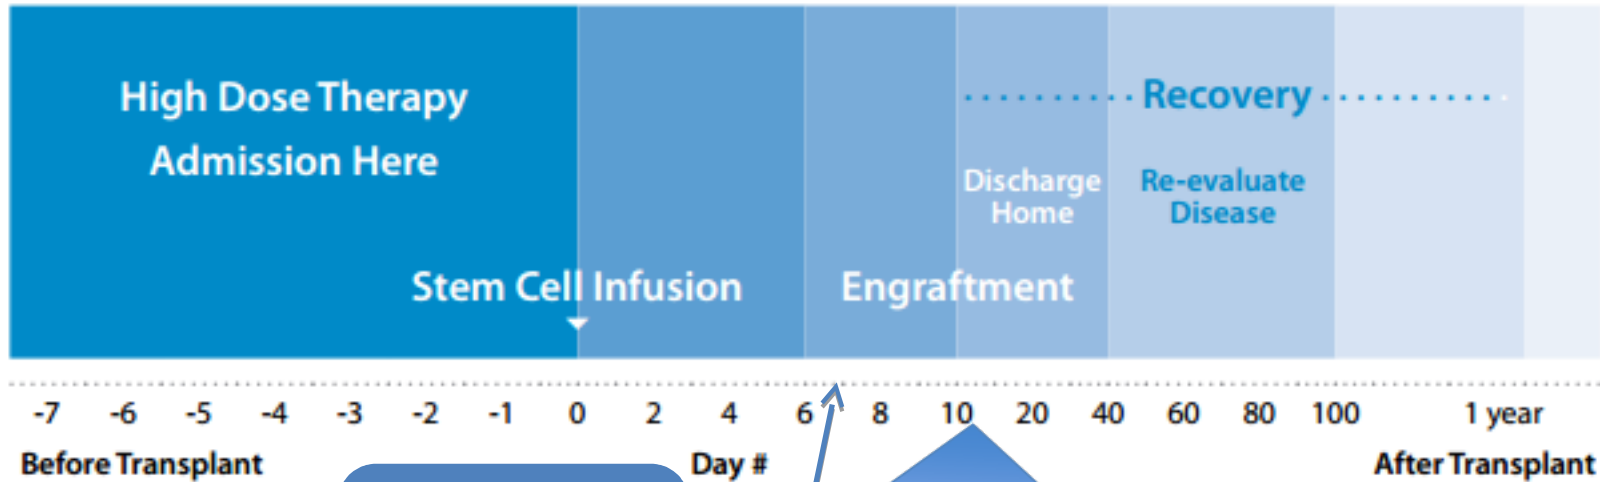 High Dose Therapy
Admission Here
Recovery
Discharge
Home
Re-evaluate
Disease
Stem Cell Infusion
Engraftment
-7 -6 -5 -4 -3 -2 -1 0 2 4 6 8 10 20 40 60 80 100 1 year
Before Transplant Day # After Transplant